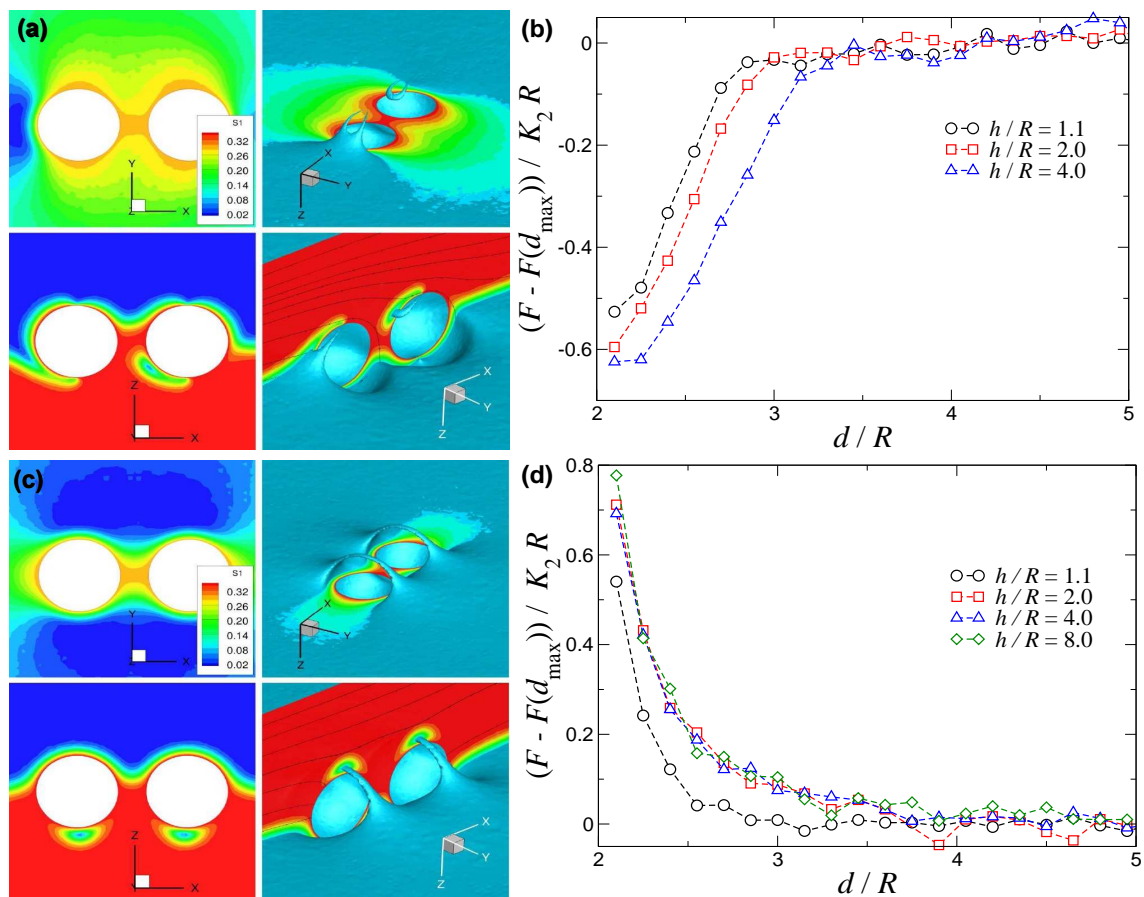 (a)
S1
0.32
0.26
0.20
0.14
0.08
0.02
Y
Z
X
X
Y
Z
Z
Y
X
X
Y
Z
(b)
(F - F(d_max)) / K_2 R
0
-0.2
-0.4
-0.6
2
3
4
5
d / R
h / R = 1.1
h / R = 2.0
h / R = 4.0
(c)
S1
0.32
0.26
0.20
0.14
0.08
0.02
Y
Z
X
X
Y
Z
Z
Y
X
X
Y
Z
(d)
(F - F(d_max)) / K_2 R
0.8
0.6
0.4
0.2
0
2
3
4
5
d / R
h / R = 1.1
h / R = 2.0
h / R = 4.0
h / R = 8.0